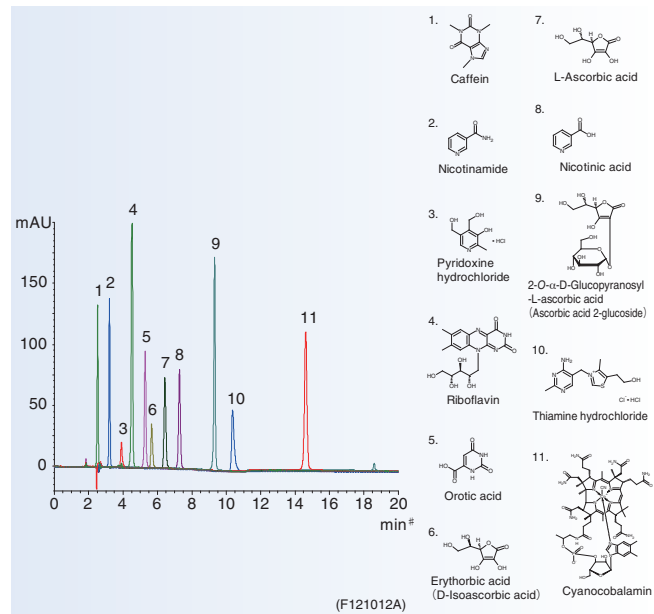 mAU
150
100
50
0
0
2
4
6
8
10
12
14
16
18
20
min#
1
2
3
4
5
6
7
8
9
10
11
(F121012A)
1.
Caffein
2.
Nicotinamide
3.
• HCl
Pyridoxine
hydrochloride
4.
Riboflavin
5.
Orotic acid
6.
Erythorbic acid
(D-Isoascorbic acid)
7.
L-Ascorbic acid
8.
Nicotinic acid
9.
2-O-α-D-Glucopyranosyl
-L-ascorbic acid
(Ascorbic acid 2-glucoside)
10.
Thiamine hydrochloride
11.
Cyanocobalamin